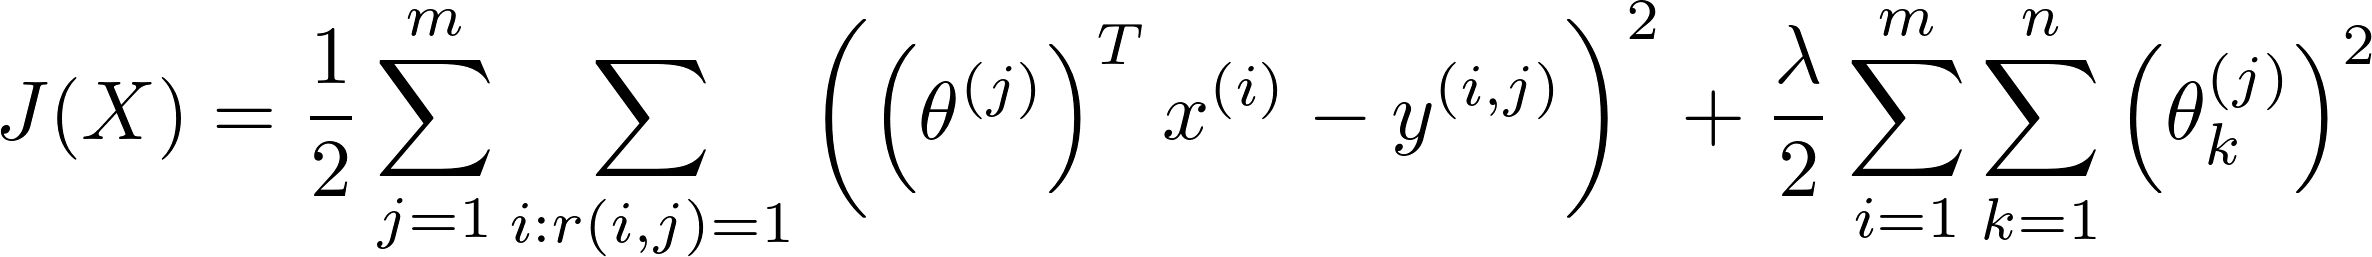 J(X) = \frac{1}{2} \sum_{j=1}^{m} \sum_{i:r(i,j)=1} \left( \left( \theta^{(j)} \right)^T x^{(i)} - y^{(i,j)} \right)^2 + \frac{\lambda}{2} \sum_{i=1}^{m} \sum_{k=1}^{n} \left( \theta_k^{(j)} \right)^2